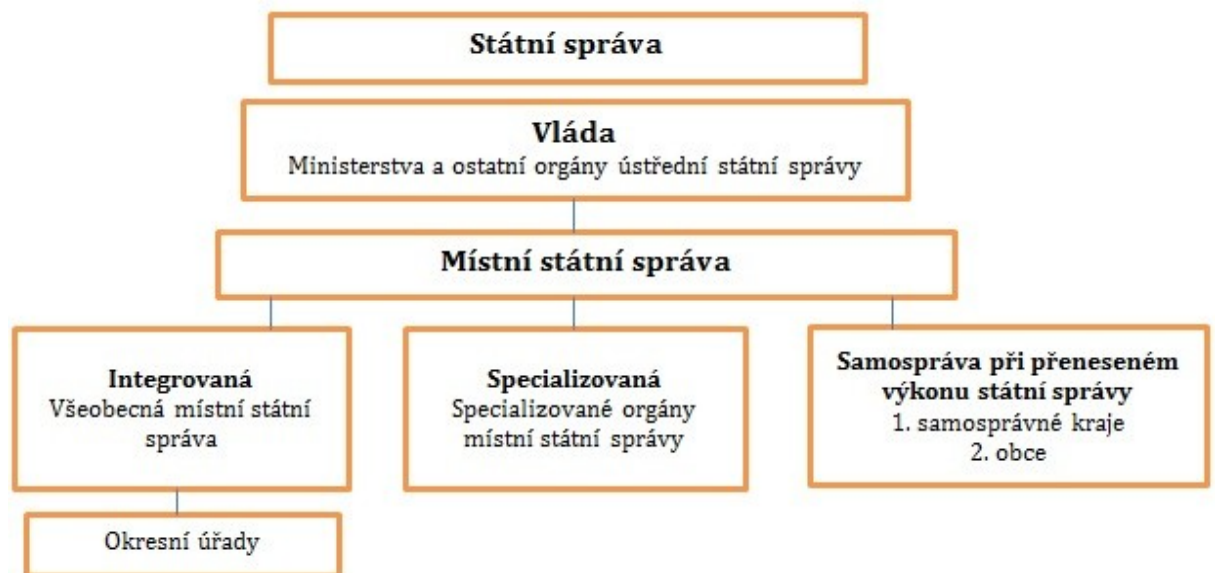 Státní správa
Vláda
Ministerstva a ostatní orgány ústřední státní správy
Místní státní správa
Integrovaná
Všeobecná místní státní
správa
Specializovaná
Specializované orgány
místní státní správy
Samospráva při přeneseném
výkonu státní správy
1. samosprávné kraje
2. obce
Okresní úřady